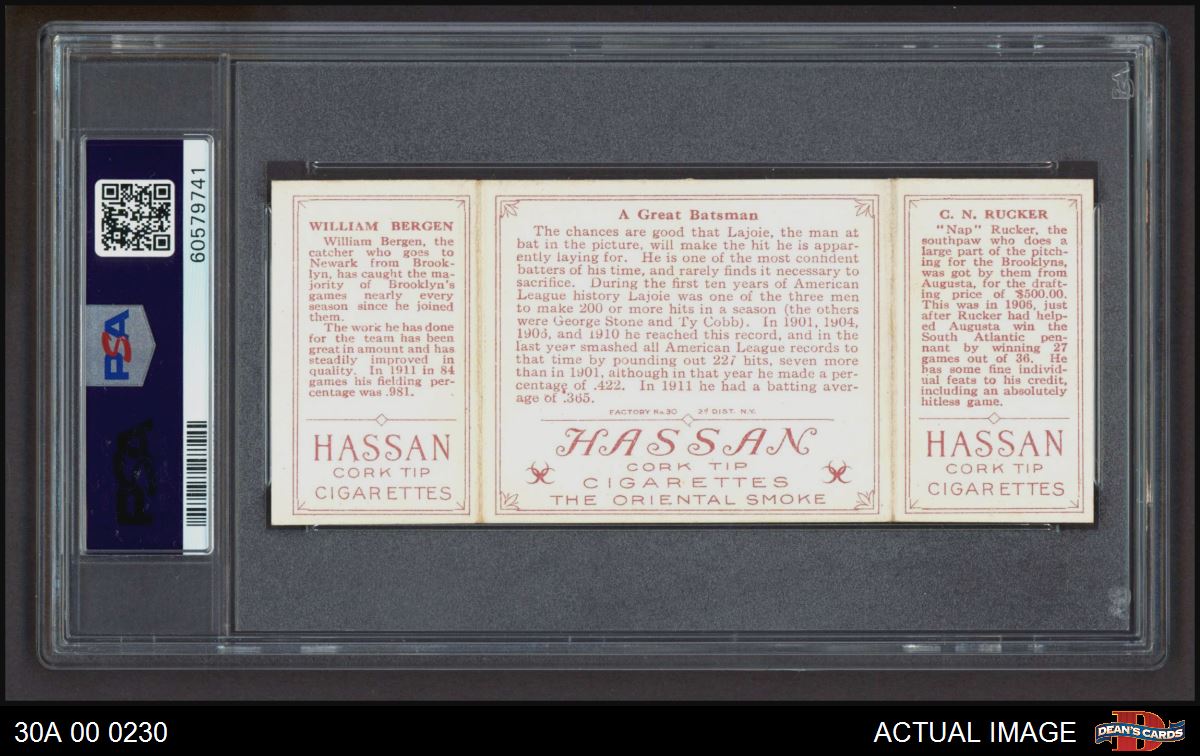 PSA
60579741
WILLIAM BERGEN
William Bergen, the
catcher who goes to
Newark from Brook-
lyn, has caught the ma-
jority of Brooklyn's
games nearly every
season since he joined
them.
The work he has done
for the team has been
great in amount and has
steadily improved in
quality. In 1911 in 84
games his fielding per-
centage was .981.
HASSAN
CORK TIP
CIGARETTES
A Great Batsman
The chances are good that Lajoie, the man at
bat in the picture, will make the hit he is appar-
ently laying for. He is one of the most confident
batters of his time, and rarely finds it necessary to
sacrifice. During the first ten years of American
League history Lajoie was one of the three men
to make 200 or more hits in a season (the others
were George Stone and Ty Cobb). In 1901, 1904,
1906, and 1910 he reached this record, and in the
last year smashed all American League records to
that time by pounding out 227 hits, seven more
than in 1901, although in that year he made a per-
centage of .422. In 1911 he had a batting aver-
age of .365.
FACTORY No.30 2d DIST. N.Y.
HASSAN
CORK TIP
CIGARETTES
THE ORIENTAL SMOKE
C. N. RUCKER
"Nap" Rucker, the
southpaw who does a
large part of the pitch-
ing for the Brooklyns,
was got by them from
Augusta, for the draft-
ing price of $500.00.
This was in 1906, just
after Rucker had help-
ed Augusta win the
South Atlantic pen-
nant by winning 27
games out of 36. He
has some fine individ-
ual feats to his credit,
including an absolutely
hitless game.
HASSAN
CORK TIP
CIGARETTES
30A 00 0230
ACTUAL IMAGE
DEAN'S CARDS